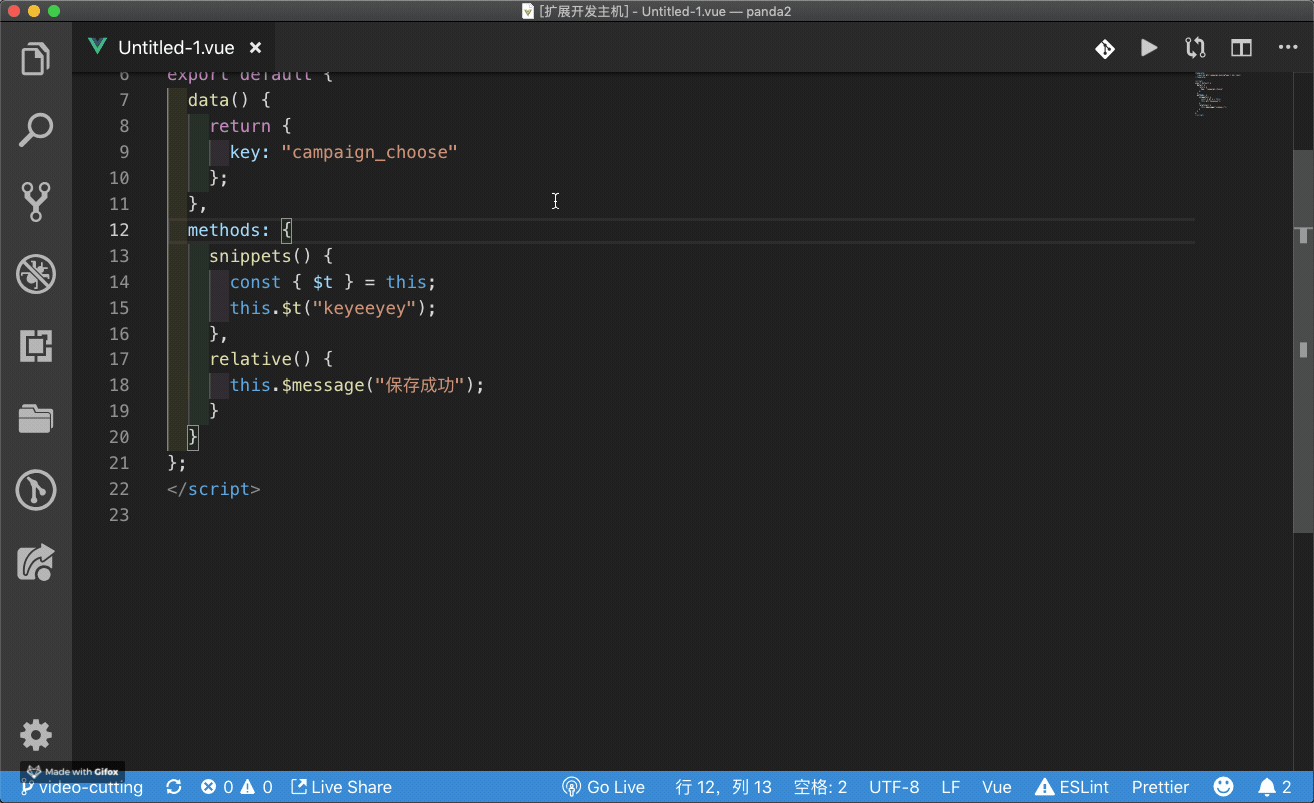 [扩展开发主机] - Untitled-1.vue — panda2
Untitled-1.vue ×
6 export default {
7 data() {
8 return {
9 key: "campaign_choose"
10 };
11 },
12 methods: {
13 snippets() {
14 const { $t } = this;
15 this.$t("keyeeyey");
16 },
17 relative() {
18 this.$message("保存成功");
19 }
20 }
21 };
22 </script>
23
Made with Gifox
video-cutting 0 0 Live Share Go Live 行 12，列 13 空格: 2 UTF-8 LF Vue ESLint Prettier 2